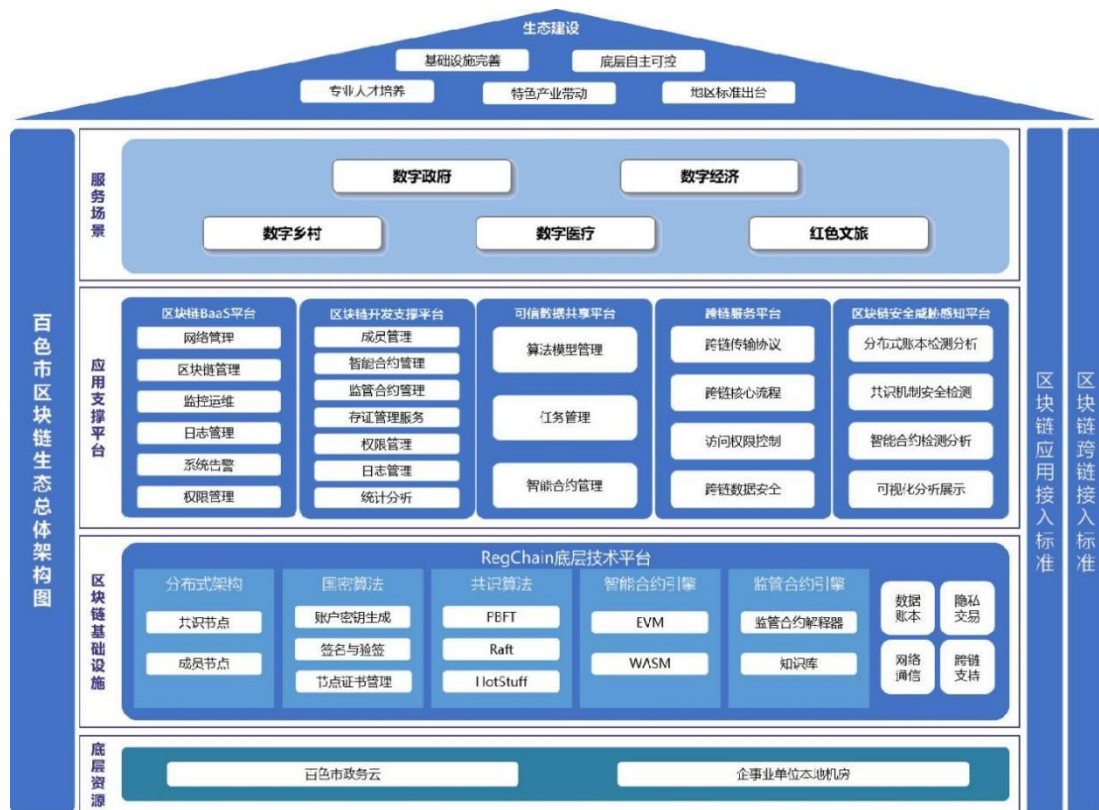 生态建设
基础设施完善
底层自主可控
专业人才培养
特色产业带动
地区标准出台
百色市区块链生态总体架构图
服务场景
数字政府
数字经济
数字乡村
数字医疗
红色文旅
应用支撑平台
区块链BaaS平台
网络管理
区块链管理
监控运维
日志管理
系统告警
权限管理
区块链开发支撑平台
成员管理
智能合约管理
监管合约管理
存证管理服务
权限管理
日志管理
统计分析
可信数据共享平台
算法模型管理
任务管理
智能合约管理
跨链服务平台
跨链传输协议
跨链核心流程
访问权限控制
跨链数据安全
区块链安全威胁感知平台
分布式账本检测分析
共识机制安全检测
智能合约检测分析
可视化分析展示
区块链基础设施
RegChain底层技术平台
分布式架构
共识节点
成员节点
国密算法
账户密钥生成
签名与验签
节点证书管理
共识算法
PBFT
Raft
HotStuff
智能合约引擎
EVM
WASM
监管合约引擎
监管合约解释器
知识库
数据
账本
隐私
交易
网络
通信
跨链
支持
底层资源
百色市政务云
企事业单位本地机房
区块链应用接入标准
区块链跨链接入标准